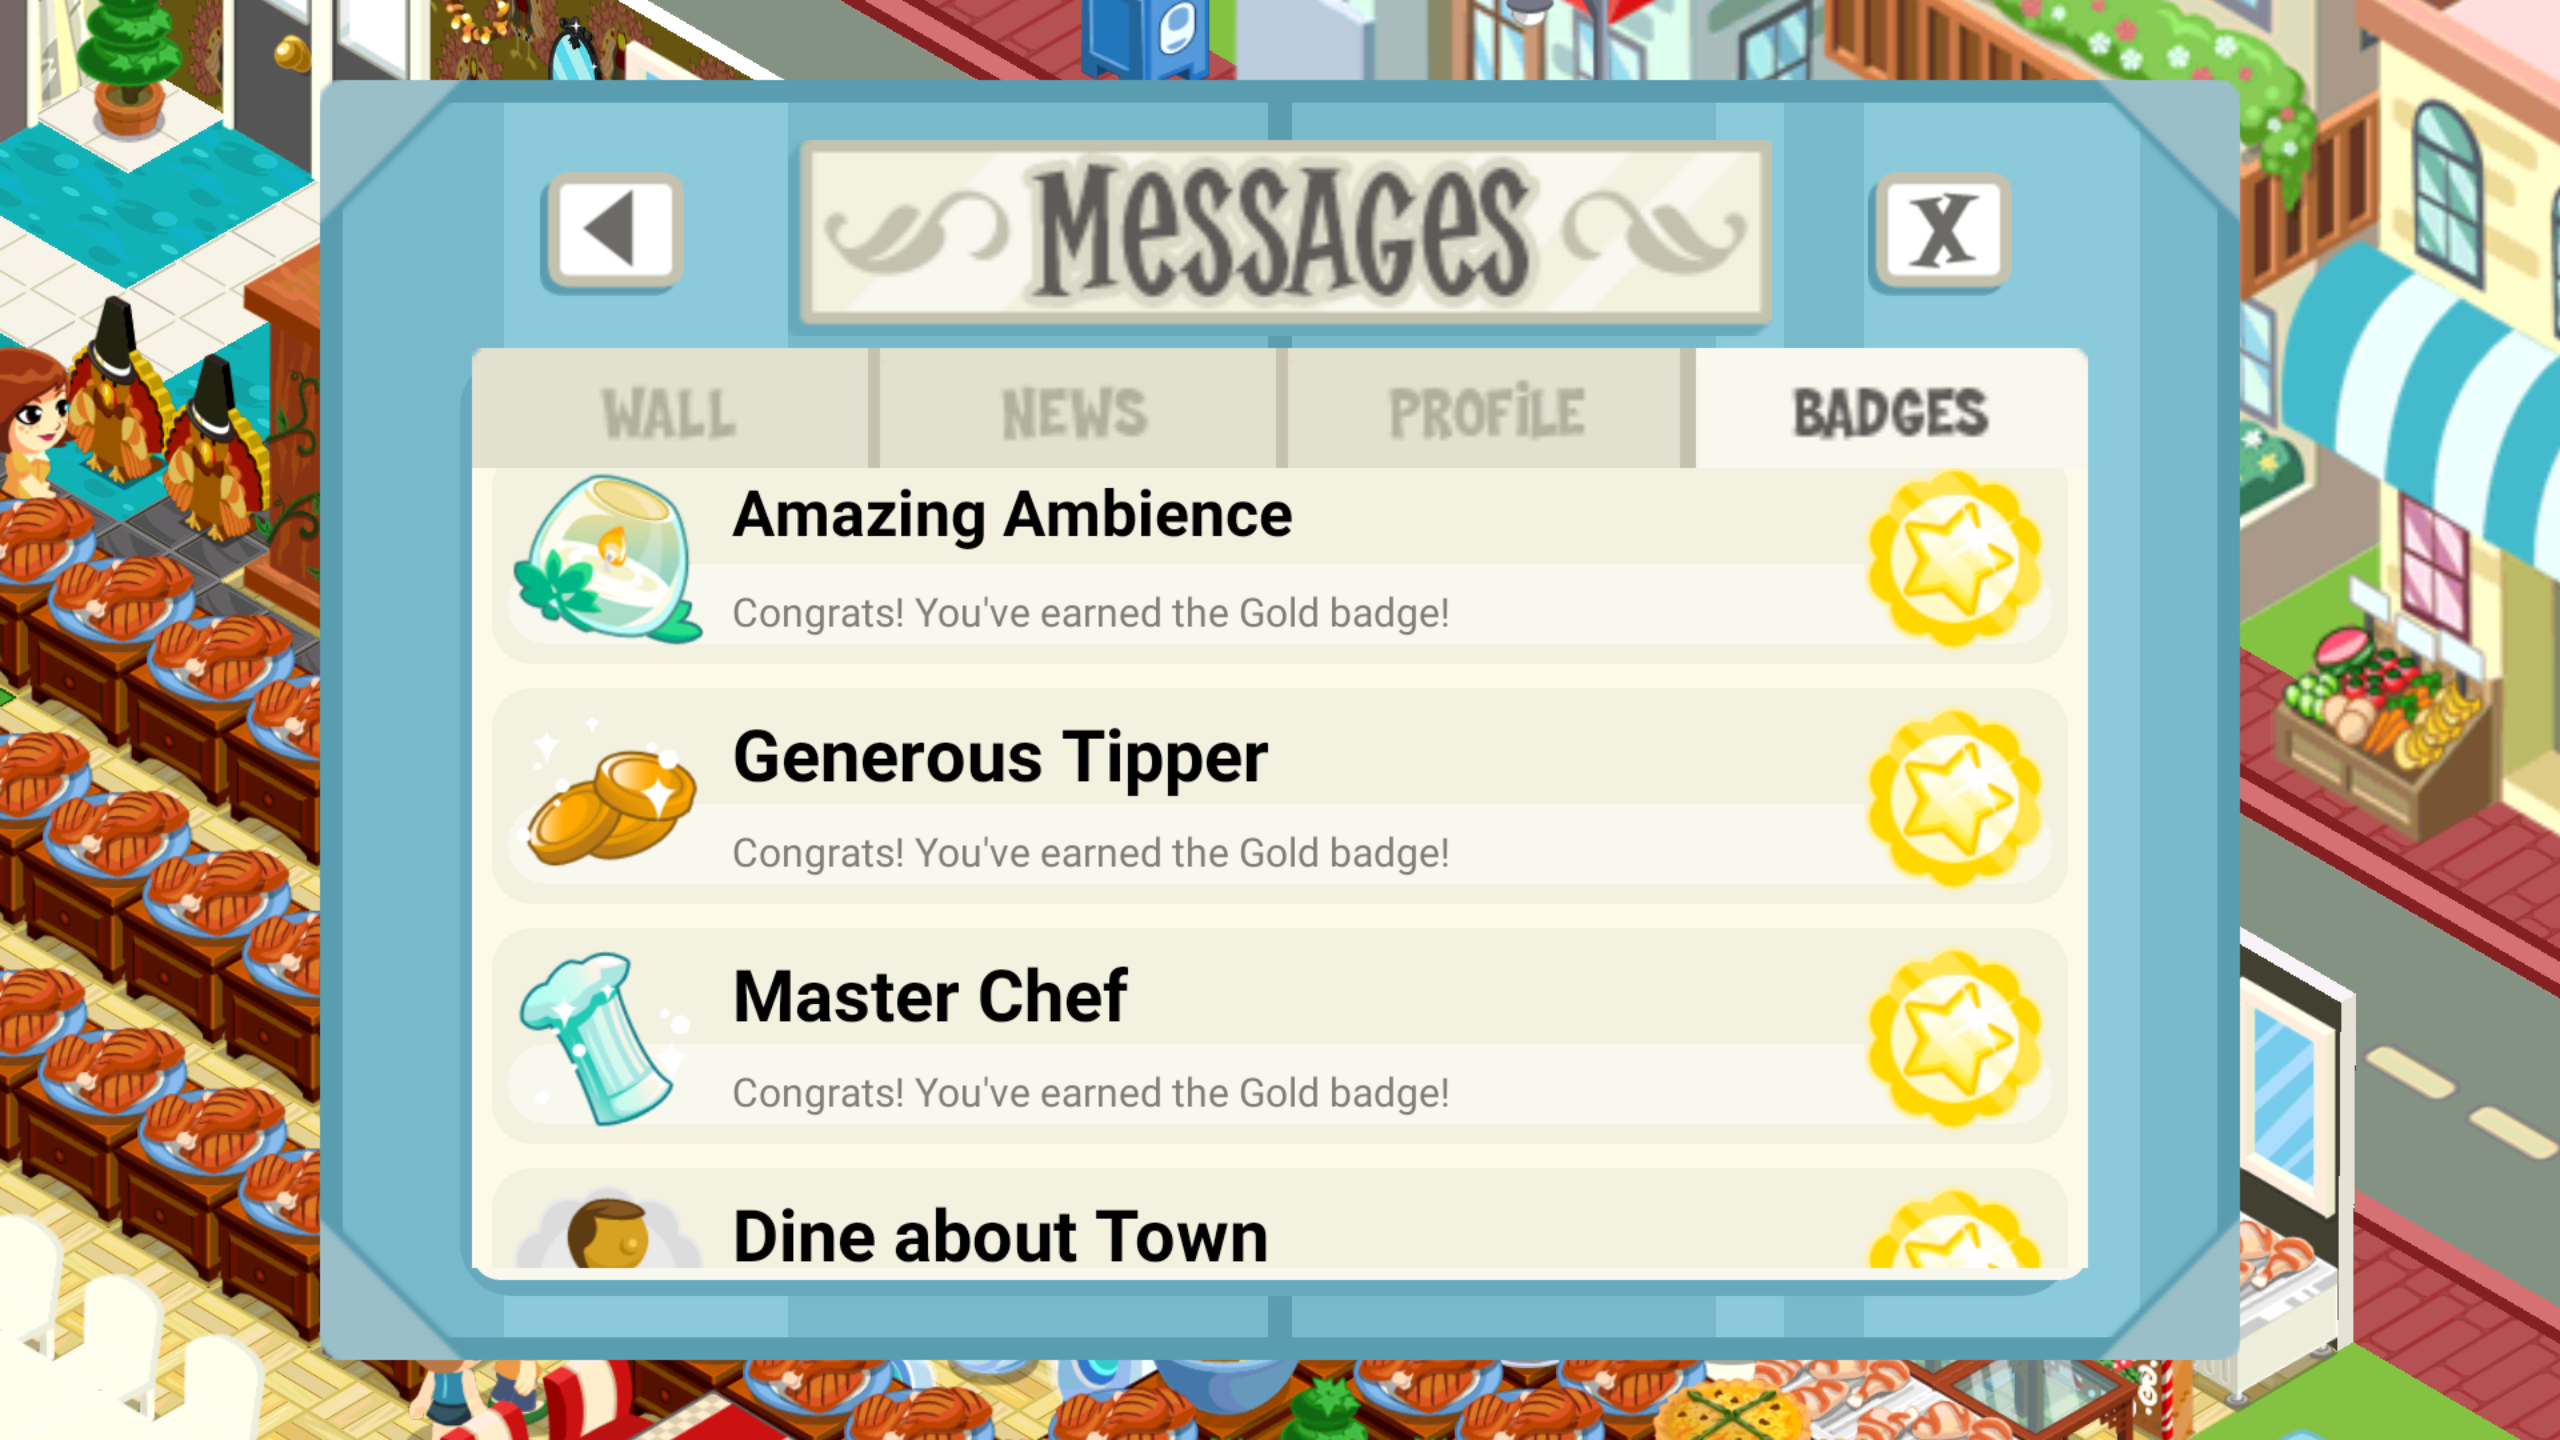 Messages
WALL
NEWS
PROFILE
BADGES
Amazing Ambience
Congrats! You've earned the Gold badge!
Generous Tipper
Congrats! You've earned the Gold badge!
Master Chef
Congrats! You've earned the Gold badge!
Dine about Town